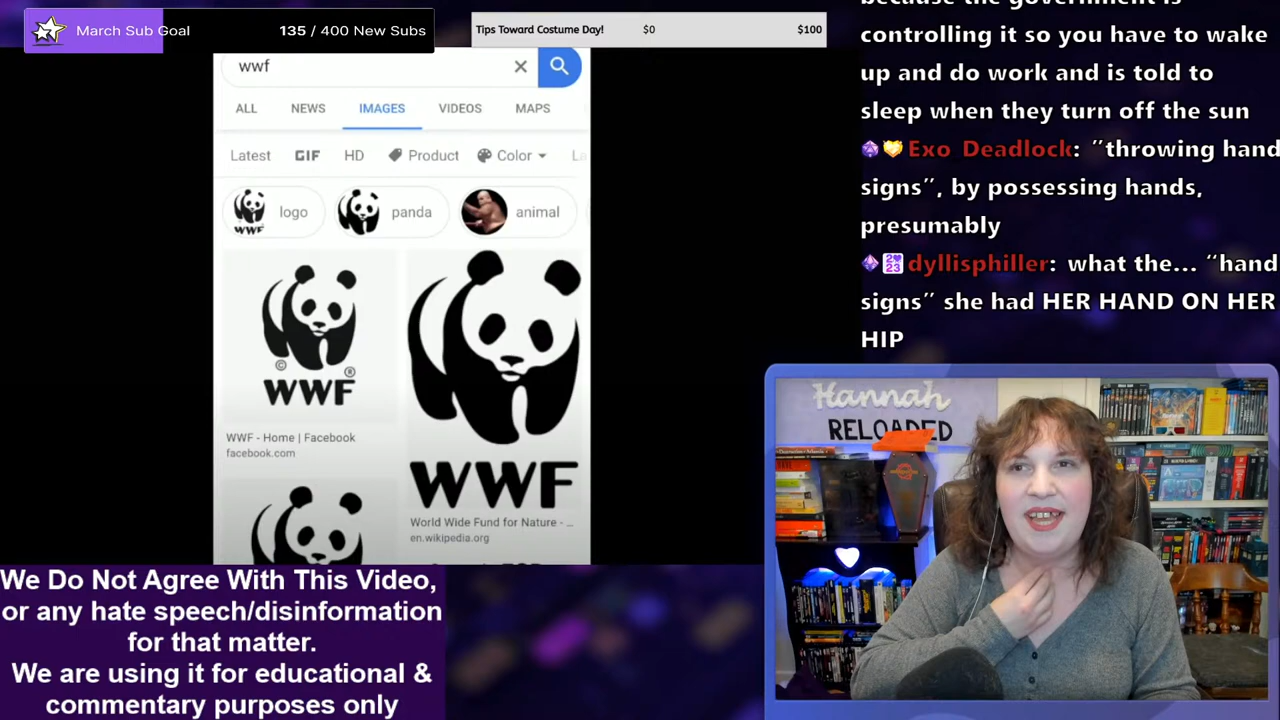 March Sub Goal
135 / 400 New Subs
Tips Toward Costume Day!
$0
$100
wwf
ALL
NEWS
IMAGES
VIDEOS
MAPS
Latest
GIF
HD
Product
Color
La
logo
panda
animal
WWF
©
®
WWF
WWF - Home | Facebook
facebook.com
WWF
World Wide Fund for Nature - ...
en.wikipedia.org
because the government is
controlling it so you have to wake
up and do work and is told to
sleep when they turn off the sun
Exo_Deadlock: "throwing hand
signs", by possessing hands,
presumably
2 23 dyllisphiller: what the... "hand
signs" she had HER HAND ON HER
HIP
Hannah
RELOADED
We Do Not Agree With This Video,
or any hate speech/disinformation
for that matter.
We are using it for educational &
commentary purposes only